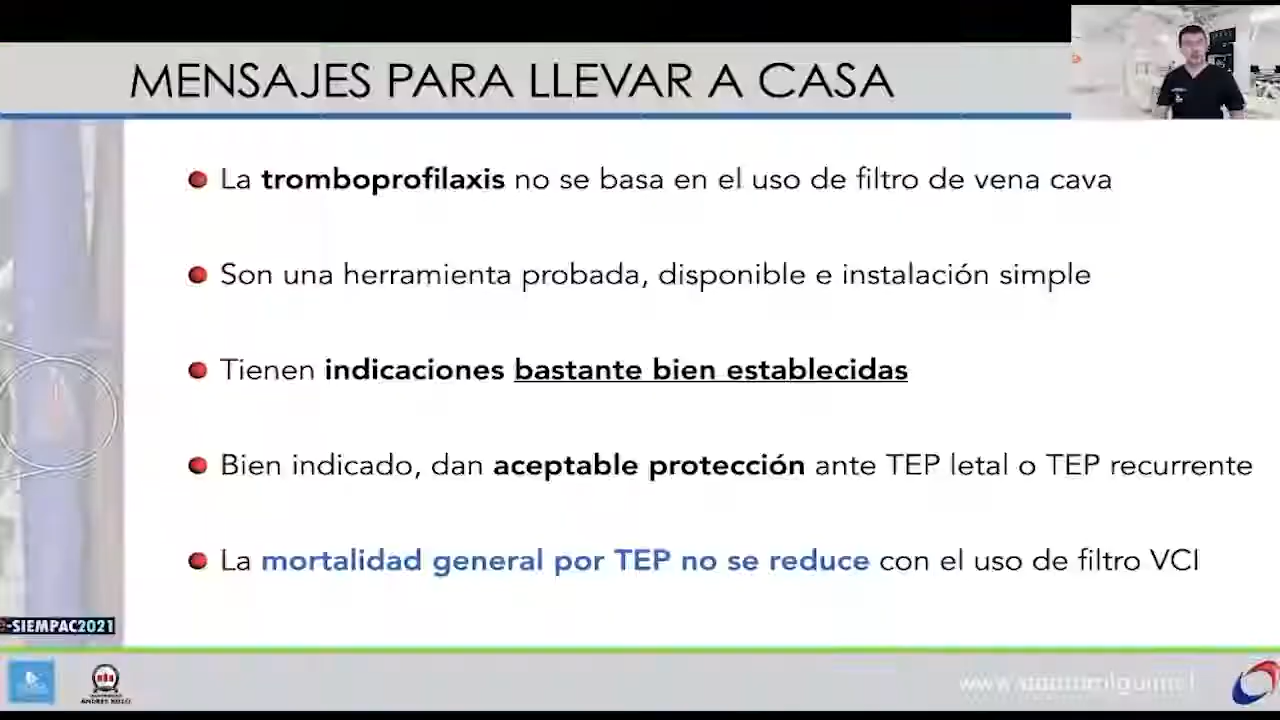 MENSAJES PARA LLEVAR A CASA
La tromboprofilaxis no se basa en el uso de filtro de vena cava
Son una herramienta probada, disponible e instalación simple
Tienen indicaciones bastante bien establecidas
Bien indicado, dan aceptable protección ante TEP letal o TEP recurrente
La mortalidad general por TEP no se reduce con el uso de filtro VCI
e-SIEMPAC2021